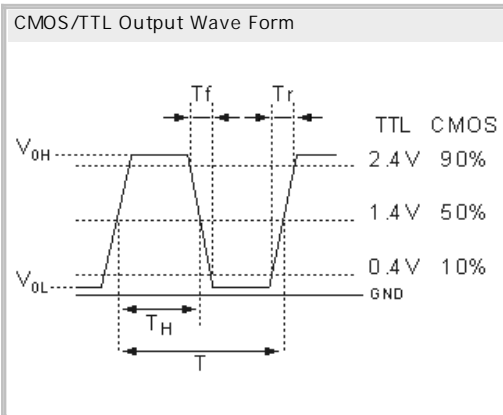 CMOS/TTL Output Wave Form
Tf Tr
TTL CMOS
V0H 2.4V 90%
1.4V 50%
0.4V 10%
V0L GND
TH
T